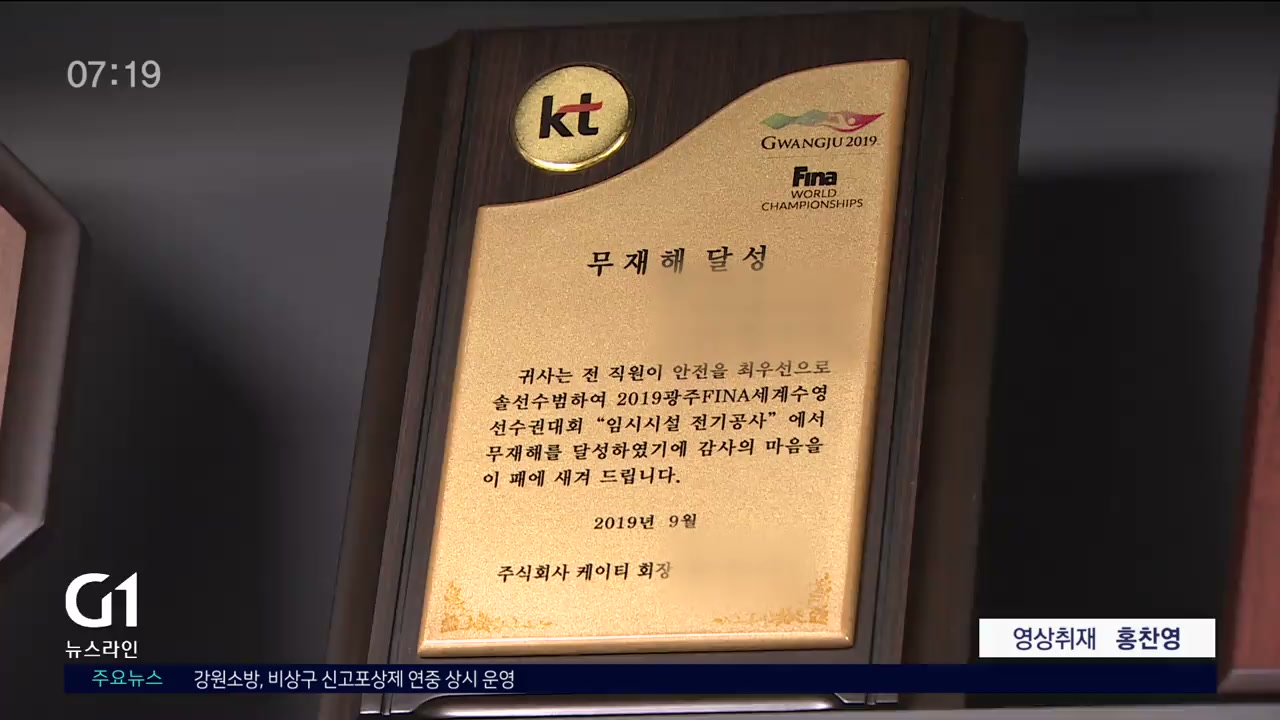 07:19
kt
GWANGJU 2019
Fina
WORLD
CHAMPIONSHIPS
무재해 달성
귀사는 전 직원이 안전을 최우선으로
솔선수범하여 2019광주FINA세계수영
선수권대회 “임시시설 전기공사” 에서
무재해를 달성하였기에 감사의 마음을
이 패에 새겨 드립니다.
2019년 9월
주식회사 케이티 회장
G1
뉴스라인
영상취재 홍찬영
주요뉴스 강원소방, 비상구 신고포상제 연중 상시 운영